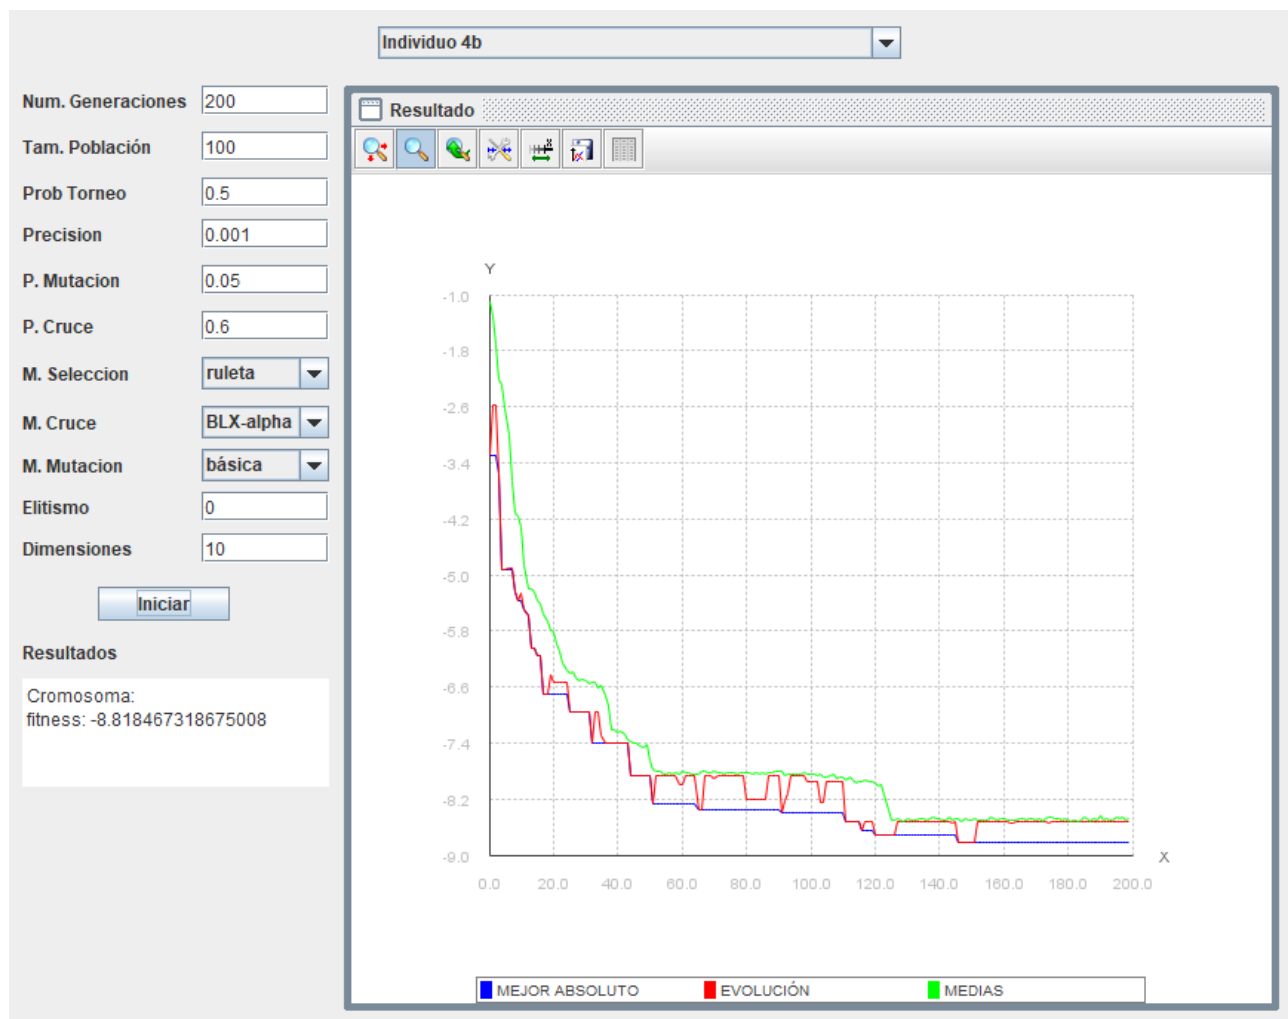 Individuo 4b
Num. Generaciones 200
Tam. Población 100
Prob Torneo 0.5
Precision 0.001
P. Mutacion 0.05
P. Cruce 0.6
M. Seleccion ruleta
M. Cruce BLX-alpha
M. Mutacion básica
Elitismo 0
Dimensiones 10
Iniciar
Resultados
Cromosoma:
fitness: -8.818467318675008
Resultado
Y
-1.0
-1.8
-2.6
-3.4
-4.2
-5.0
-5.8
-6.6
-7.4
-8.2
-9.0
X
0.0 20.0 40.0 60.0 80.0 100.0 120.0 140.0 160.0 180.0 200.0
MEJOR ABSOLUTO EVOLUCIÓN MEDIAS